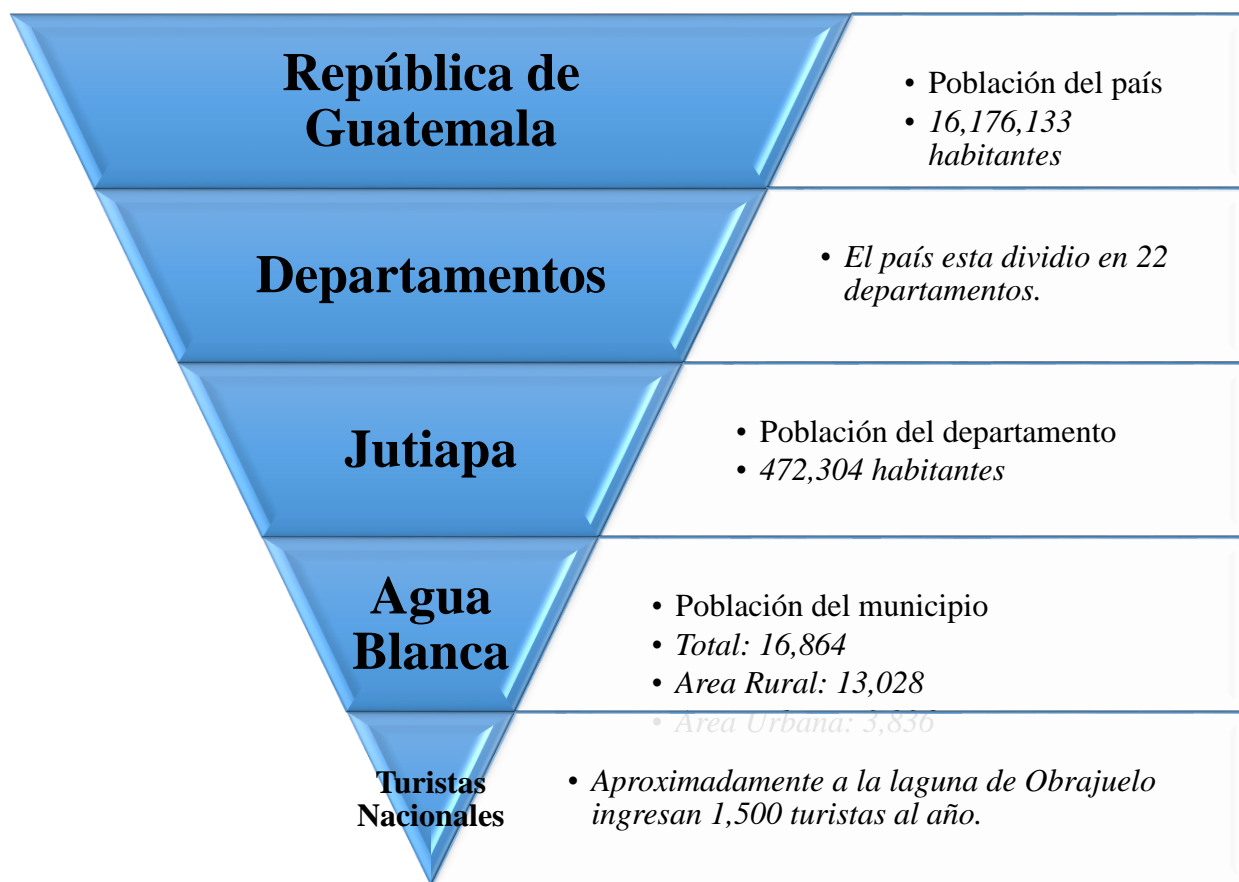 República de
Guatemala
• Población del país
• 16,176,133
habitantes
Departamentos
• El país esta dividio en 22
departamentos.
Jutiapa
• Población del departamento
• 472,304 habitantes
Agua
Blanca
• Población del municipio
• Total: 16,864
• Area Rural: 13,028
• Area Urbana: 3,836
Turistas
Nacionales
• Aproximadamente a la laguna de Obrajuelo
ingresan 1,500 turistas al año.